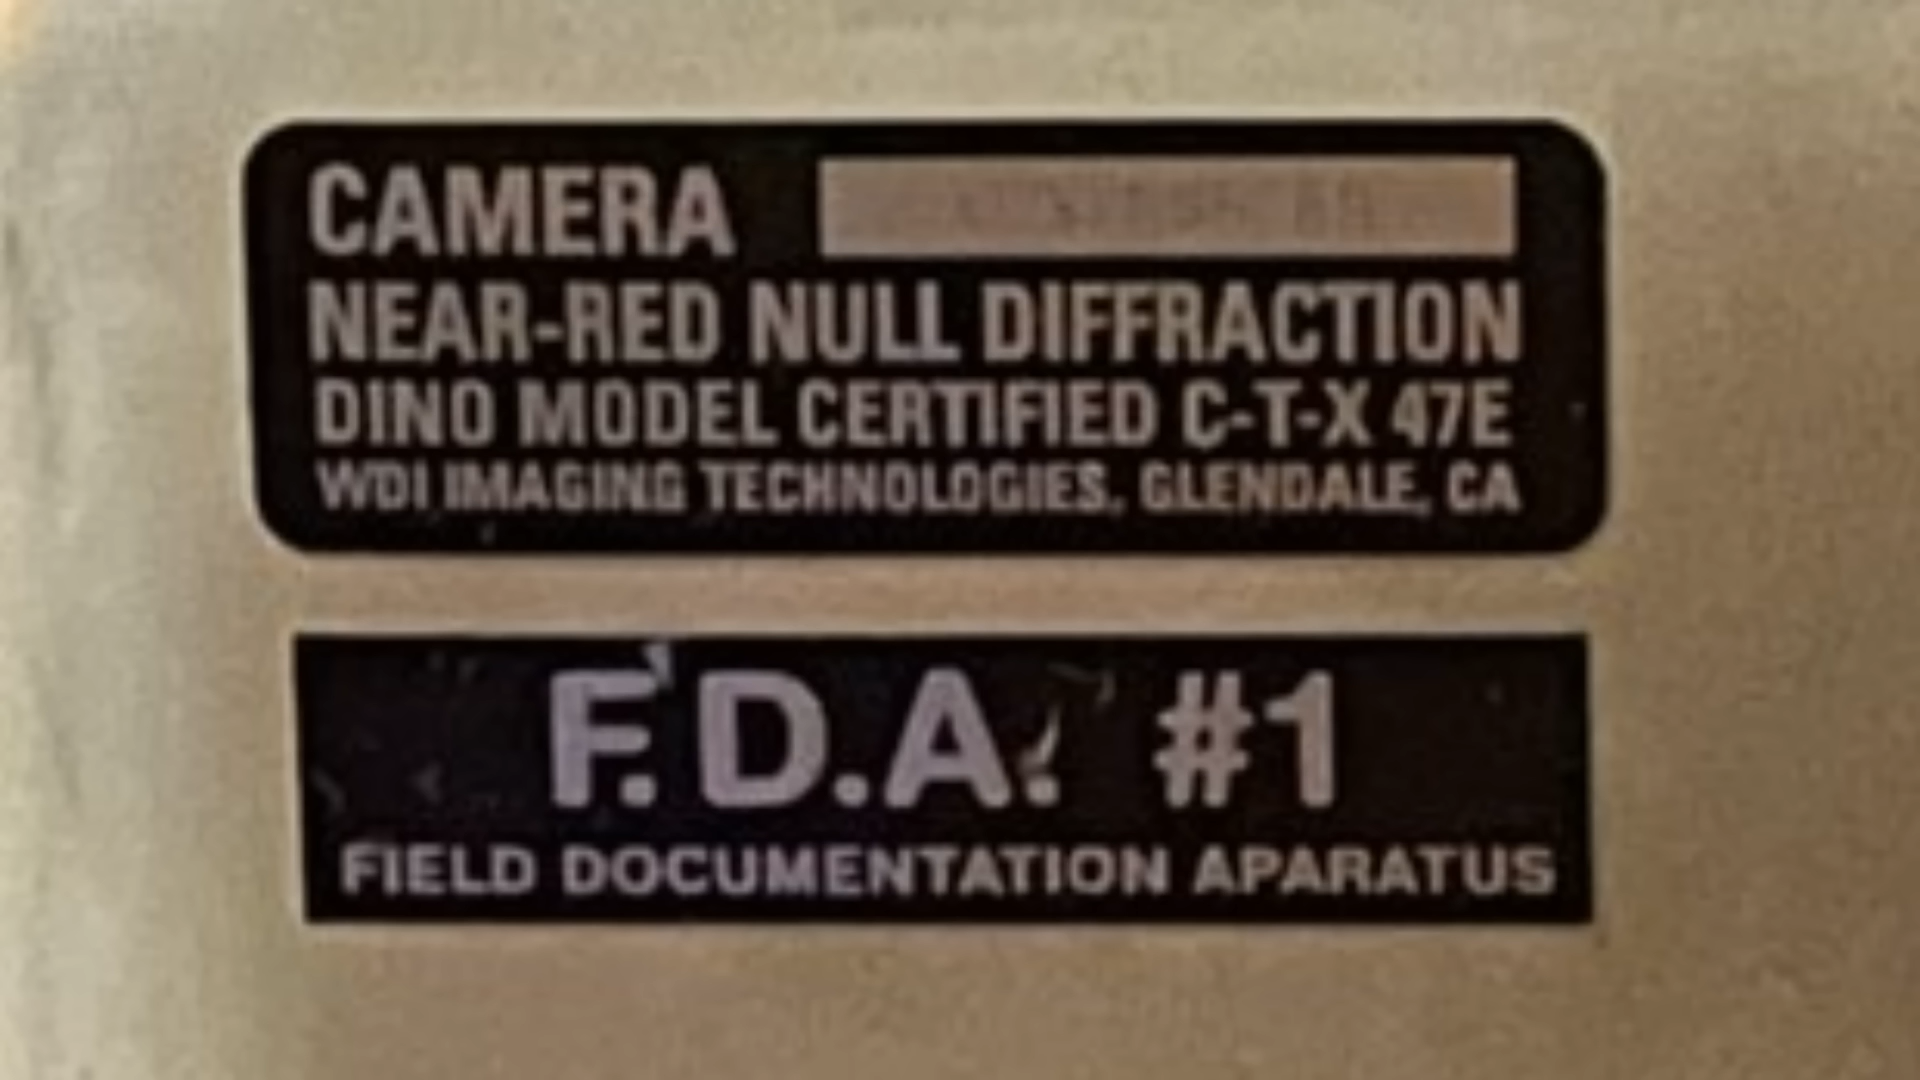 CAMERA
NEAR-RED NULL DIFFRACTION
DINO MODEL CERTIFIED C-T-X 47E
WDI IMAGING TECHNOLOGIES, GLENDALE, CA
F.D.A. #1
FIELD DOCUMENTATION APARATUS